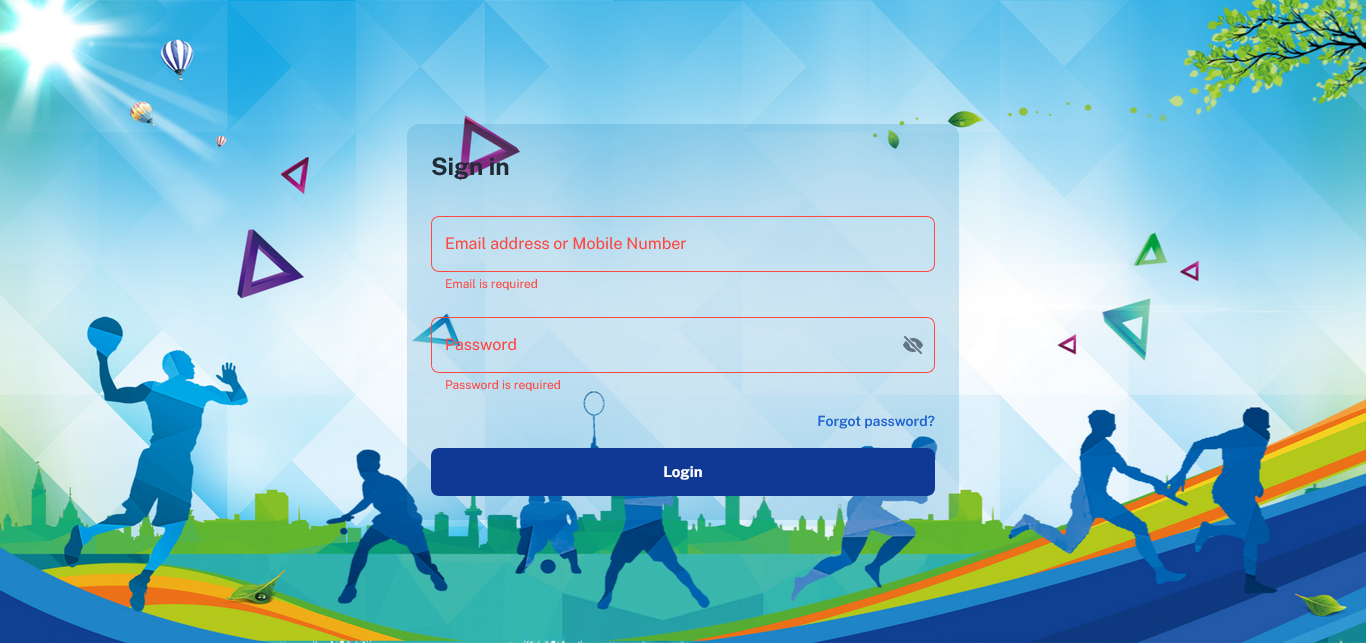 Sign in
Email address or Mobile Number
Email is required
Password
Password is required
Forgot password?
Login